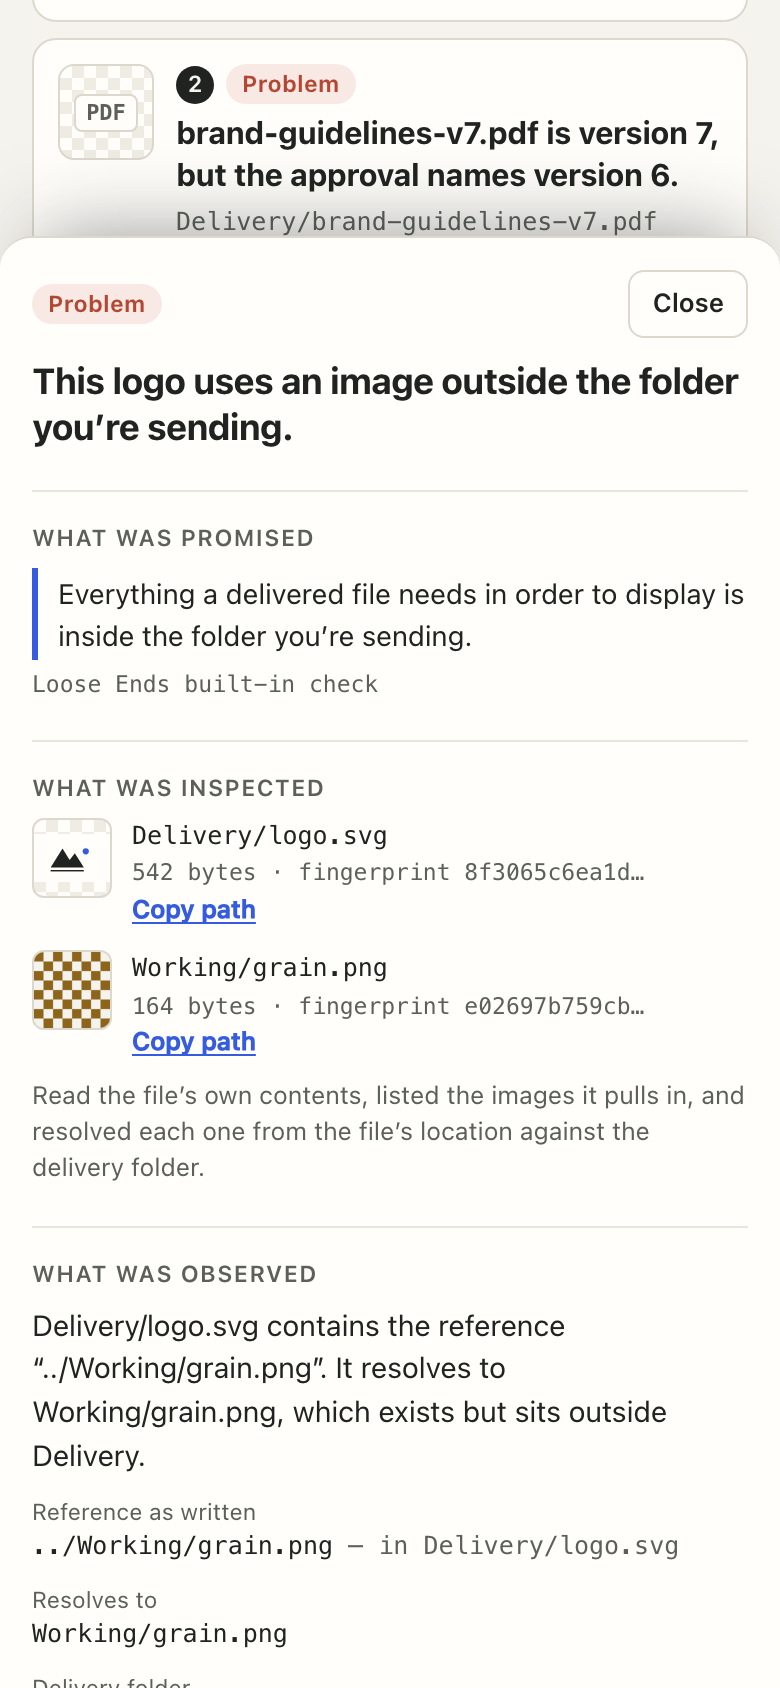 PDF
2 Problem
brand-guidelines-v7.pdf is version 7,
but the approval names version 6.
Delivery/brand-guidelines-v7.pdf
Problem
Close
This logo uses an image outside the folder
you’re sending.
WHAT WAS PROMISED
Everything a delivered file needs in order to display is
inside the folder you’re sending.
Loose Ends built-in check
WHAT WAS INSPECTED
Delivery/logo.svg
542 bytes · fingerprint 8f3065c6ea1d…
Copy path
Working/grain.png
164 bytes · fingerprint e02697b759cb…
Copy path
Read the file’s own contents, listed the images it pulls in, and
resolved each one from the file’s location against the
delivery folder.
WHAT WAS OBSERVED
Delivery/logo.svg contains the reference
“../Working/grain.png”. It resolves to
Working/grain.png, which exists but sits outside
Delivery.
Reference as written
../Working/grain.png — in Delivery/logo.svg
Resolves to
Working/grain.png
Delivery folder